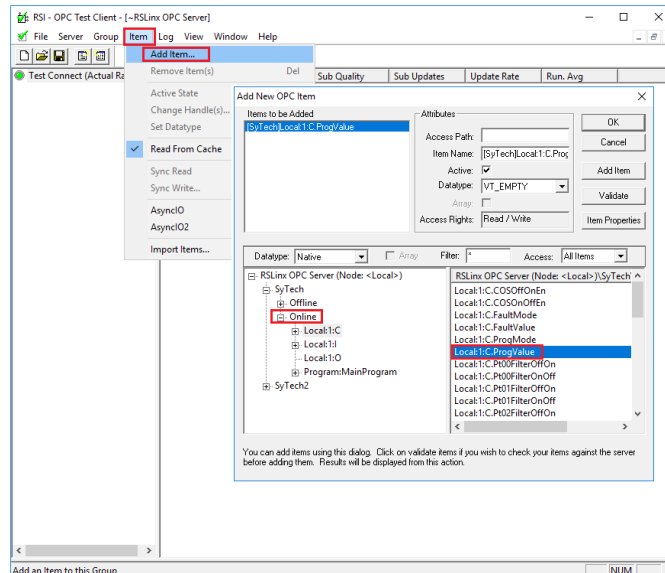 RSI - OPC Test Client - [~RSLinx OPC Server]
File Server Group Item Log View Window Help
Add Item...
Remove Item(s) Del
Active State
Change Handle(s)...
Set Datatype
Read From Cache
Sync Read
Sync Write...
AsyncIO
AsyncIO2
Import Items...
Test Connect (Actual Ra
Sub Quality Sub Updates Update Rate Run. Avg
Add New OPC Item
Items to be Added
[SyTech]Local:1:C.ProgValue
Attributes
Access Path:
Item Name: [SyTech]Local:1:C.Prog
Active:
Datatype: VT_EMPTY
Array:
Access Rights: Read / Write
OK
Cancel
Add Item
Validate
Item Properties
Datatype: Native Array Filter: * Access: All Items
RSLinx OPC Server (Node: <Local>)
SyTech
Offline
Online
Local:1:C
Local:1:I
Local:1:O
Program:MainProgram
SyTech2
RSLinx OPC Server (Node: <Local>)\SyTech
Local:1:C.COSOffOnEn
Local:1:C.COSOnOffEn
Local:1:C.FaultMode
Local:1:C.FaultValue
Local:1:C.ProgMode
Local:1:C.ProgValue
Local:1:C.Pt00FilterOffOn
Local:1:C.Pt00FilterOnOff
Local:1:C.Pt01FilterOffOn
Local:1:C.Pt01FilterOnOff
Local:1:C.Pt02FilterOffOn
You can add items using this dialog. Click on validate items if you wish to check your items against the server
before adding them. Results will be displayed from this action.
Add an Item to this Group
NUM